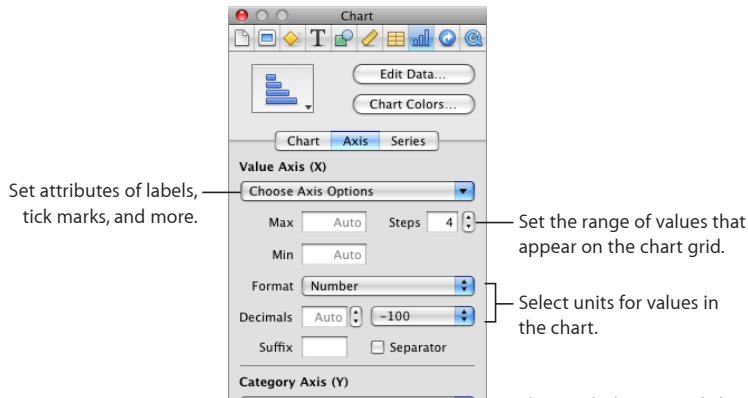 Chart
Edit Data...
Chart Colors...
Chart Axis Series
Value Axis (X)
Set attributes of labels,
tick marks, and more.
Choose Axis Options
Max Auto Steps 4
Set the range of values that
appear on the chart grid.
Min Auto
Format Number
Select units for values in
the chart.
Decimals Auto -100
Suffix Separator
Category Axis (Y)